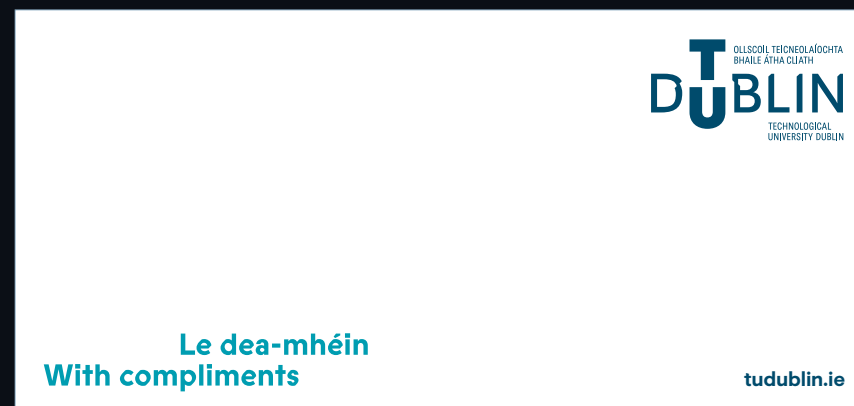 OLLSCOIL TEICNEOLAÍOCHTA
BHAILE ÁTHA CLIATH
TU DUBLIN
TECHNOLOGICAL
UNIVERSITY DUBLIN
Le dea-mhéin
With compliments
tudublin.ie